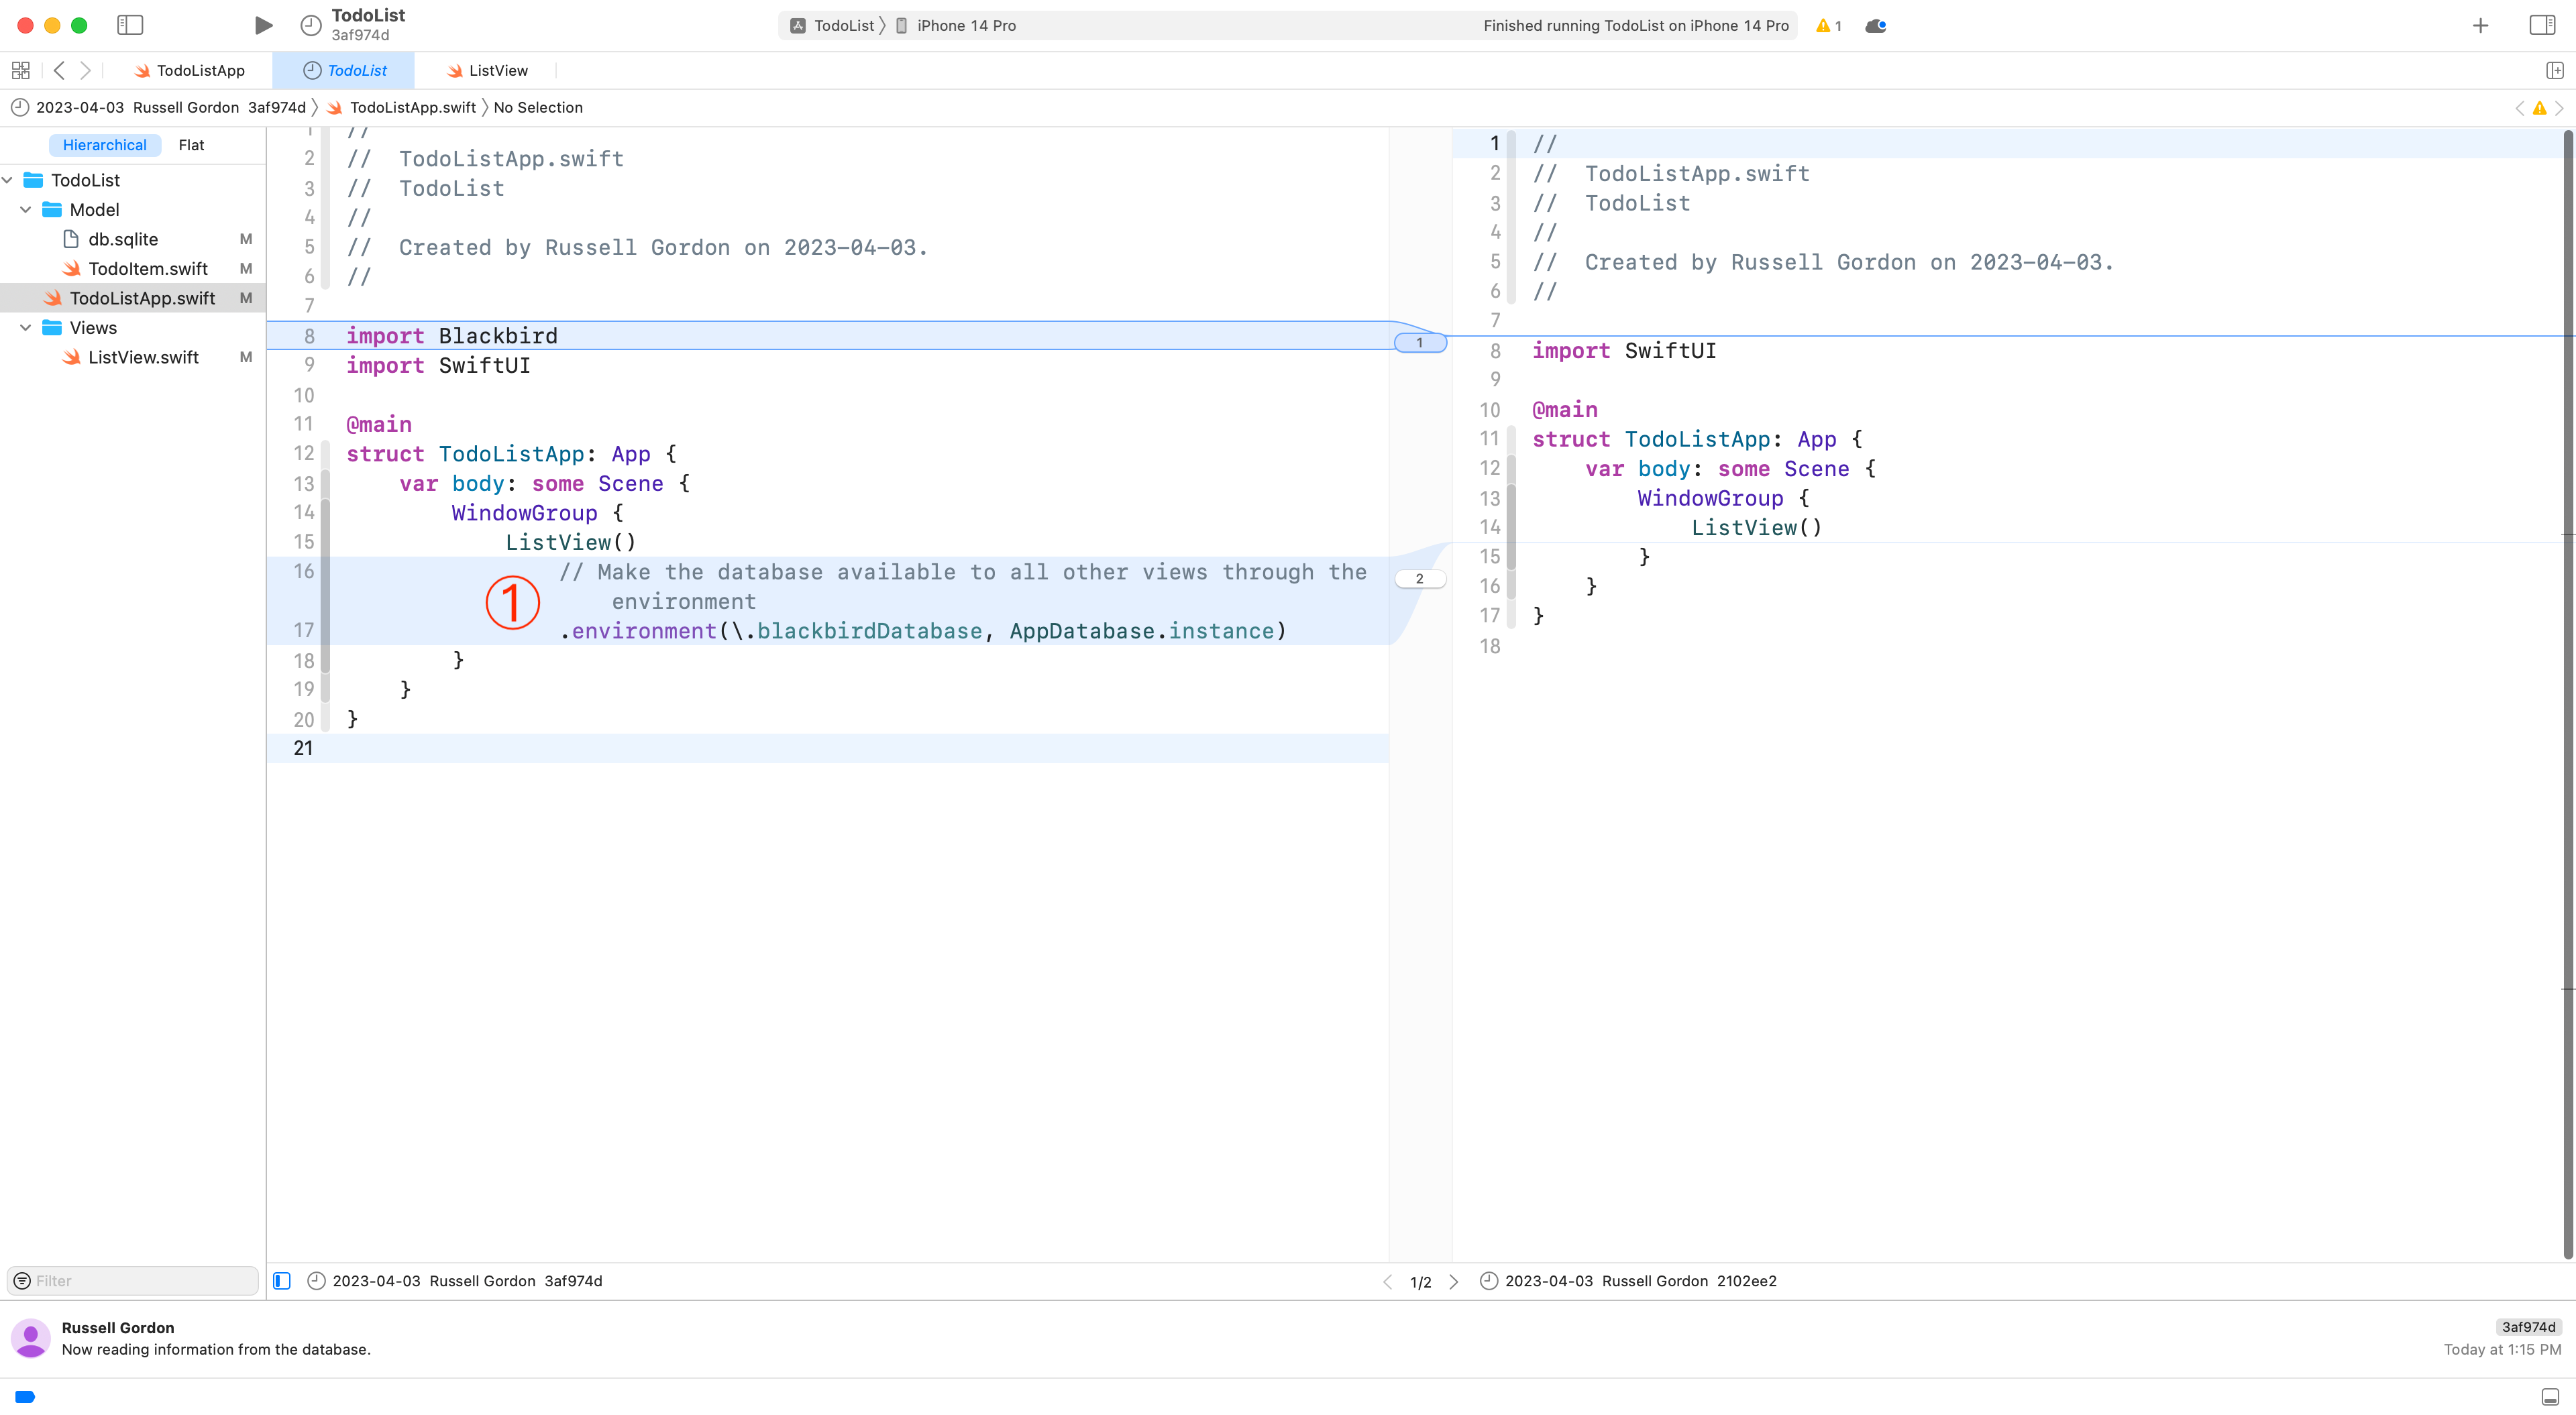 TodoList
3af974d
TodoList 〉 iPhone 14 Pro
Finished running TodoList on iPhone 14 Pro
1
TodoListApp
TodoList
ListView
2023-04-03 Russell Gordon 3af974d 〉 TodoListApp.swift 〉 No Selection
Hierarchical Flat
TodoList
Model
db.sqlite M
TodoItem.swift M
TodoListApp.swift M
Views
ListView.swift M
1 //
2 //  TodoListApp.swift
3 //  TodoList
4 //
5 //  Created by Russell Gordon on 2023-04-03.
6 //
7
8 import Blackbird
9 import SwiftUI
10
11 @main
12 struct TodoListApp: App {
13     var body: some Scene {
14         WindowGroup {
15             ListView()
16                 // Make the database available to all other views through the
environment
①
17                 .environment(\.blackbirdDatabase, AppDatabase.instance)
18         }
19     }
20 }
21
1
2
1 //
2 //  TodoListApp.swift
3 //  TodoList
4 //
5 //  Created by Russell Gordon on 2023-04-03.
6 //
7
8 import SwiftUI
9
10 @main
11 struct TodoListApp: App {
12     var body: some Scene {
13         WindowGroup {
14             ListView()
15         }
16     }
17 }
18
Filter
2023-04-03 Russell Gordon 3af974d
1/2
2023-04-03 Russell Gordon 2102ee2
Russell Gordon
Now reading information from the database.
3af974d
Today at 1:15 PM